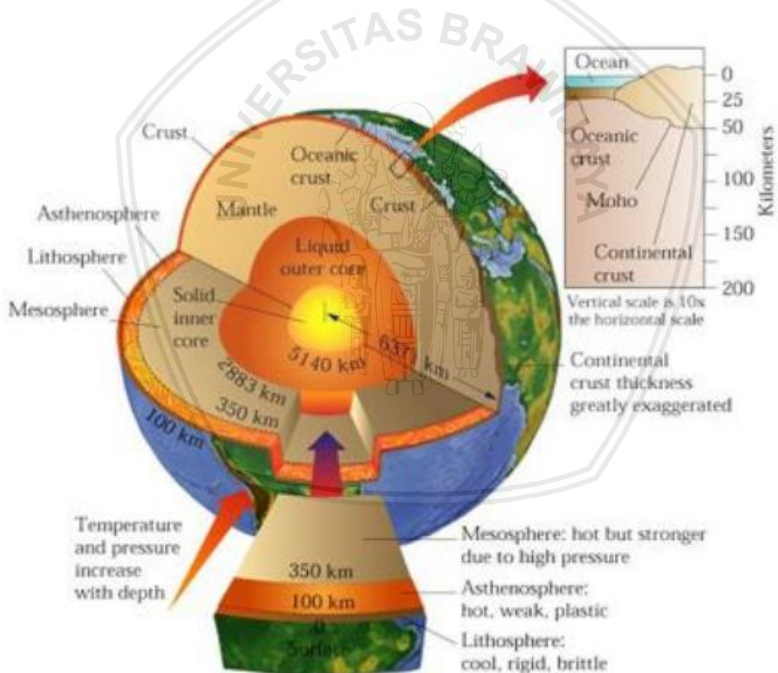 UNIVERSITAS BRAWIJAYA
Crust
Oceanic
crust
Mantle
Crust
Asthenosphere
Lithosphere
Mesosphere
Liquid
outer core
Solid
inner
core
6371 km
5140 km
2883 km
350 km
100 km
Ocean
Oceanic
crust
Moho
Continental
crust
0
25
50
100
150
200
Kilometers
Vertical scale is 10x
the horizontal scale
Continental
crust thickness
greatly exaggerated
Temperature
and pressure
increase
with depth
350 km
100 km
0
Surface
Mesosphere: hot but stronger
due to high pressure
Asthenosphere:
hot, weak, plastic
Lithosphere:
cool, rigid, brittle